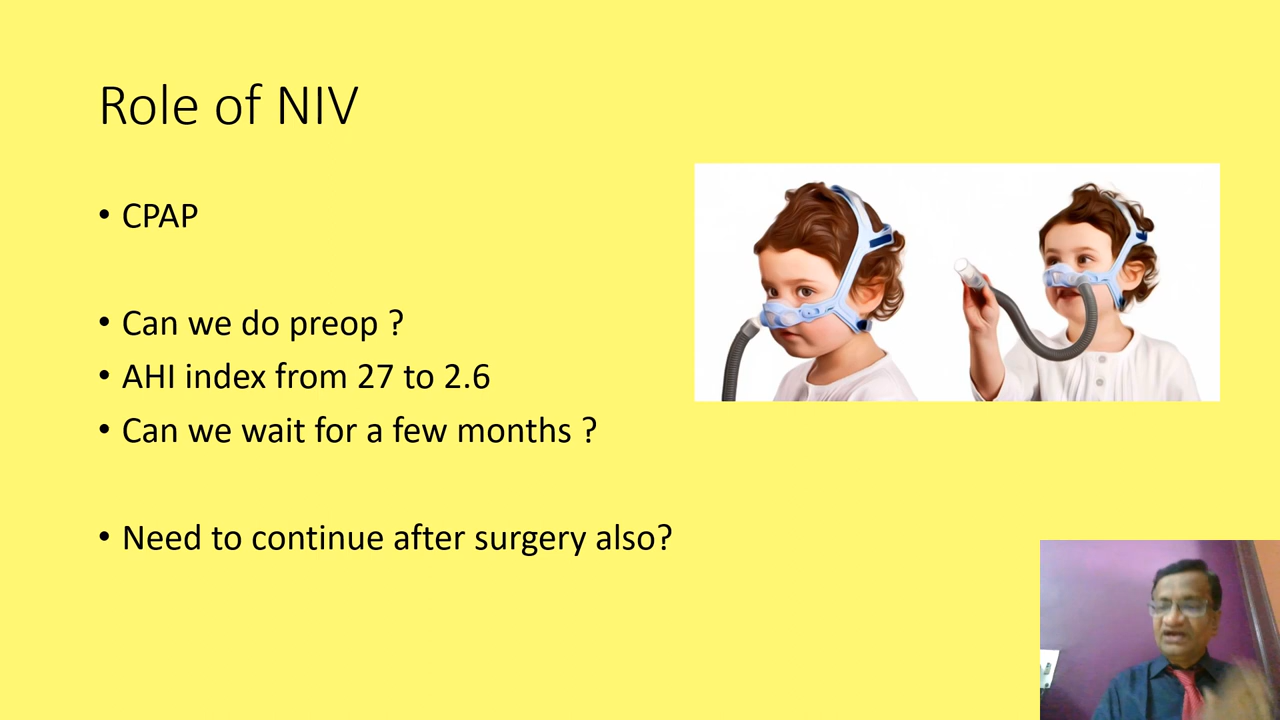 Role of NIV
• CPAP
• Can we do preop ?
• AHI index from 27 to 2.6
• Can we wait for a few months ?
• Need to continue after surgery also?